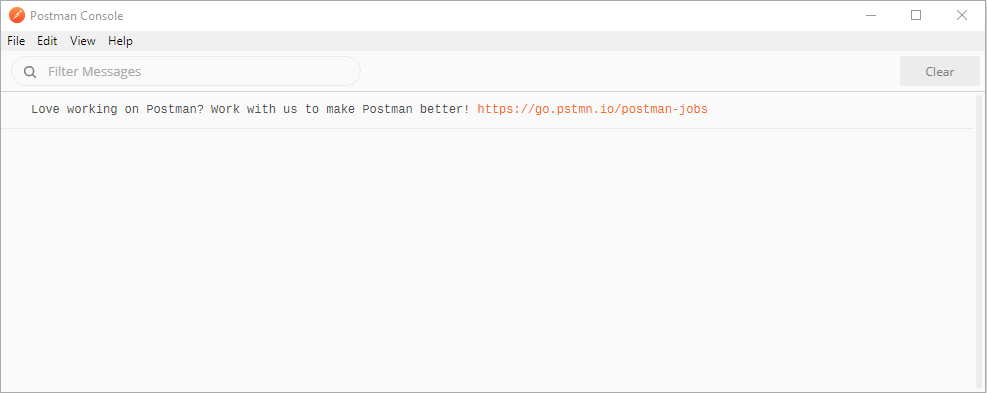 Postman Console
File Edit View Help
Filter Messages
Clear
Love working on Postman? Work with us to make Postman better! https://go.pstmn.io/postman-jobs